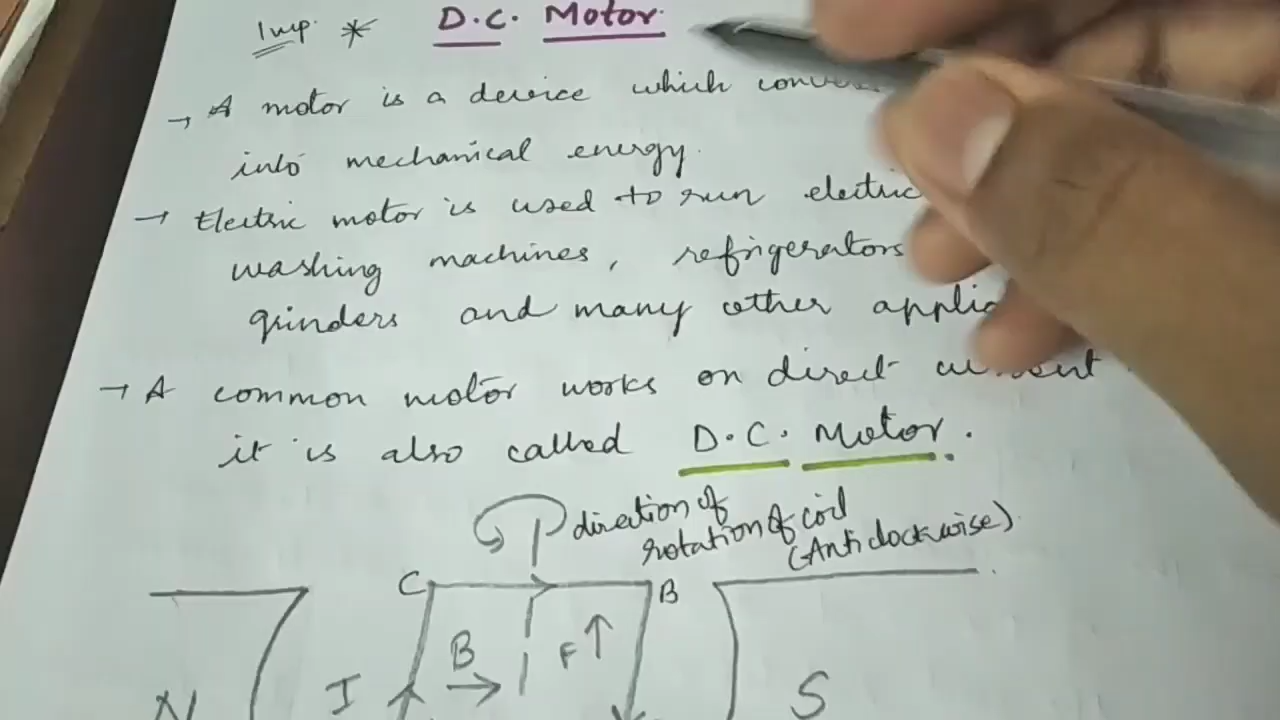 Imp. * D.C. Motor
→ A motor is a device which
into mechanical energy.
→ Electric motor is used to run electric
washing machines, refrigerators
grinders and many other
→ A common motor works on direct current
it is also called D.C. Motor.
direction of
rotation of coil
(Anticlockwise)
C B
B F↑
I → S
N